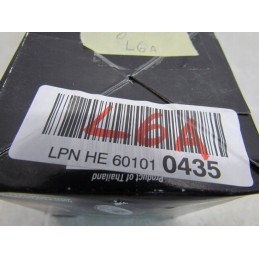 L6A
L6A
LPN HE 60101 0435
Product of Thailand